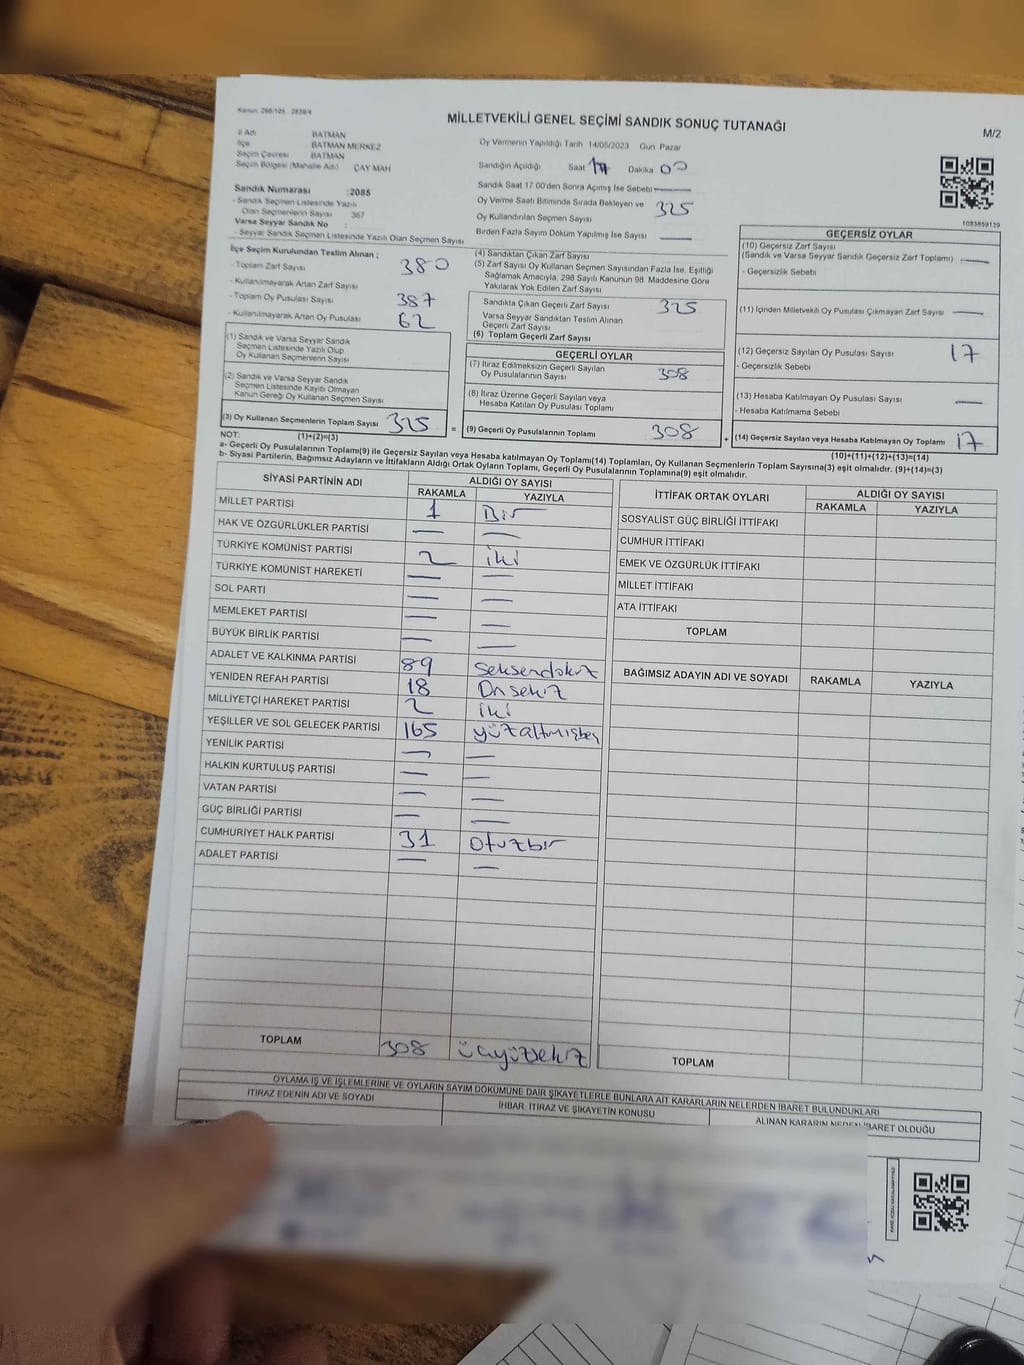 Kanun: 298/105 2839/4
MİLLETVEKİLİ GENEL SEÇİMİ SANDIK SONUÇ TUTANAĞI
M/2
İl Adı BATMAN
İlçe BATMAN MERKEZ
Seçim Çevresi BATMAN
Seçim Bölgesi (Mahalle Adı) ÇAY MAH
Oy Vermenin Yapıldığı Tarih 14/05/2023 Gün Pazar
Sandığın Açıldığı Saat 17 Dakika 00
Sandık Saat 17:00'den Sonra Açımış İse Sebebi
Oy Verme Saati Bitiminde Sırada Bekleyen ve
Oy Kullandırılan Seçmen Sayısı 325
Birden Fazla Sayım Döküm Yapılmış İse Sayısı
Sandık Numarası :2085
- Sandık Seçmen Listesinde Yazılı
Olan Seçmenlerin Sayısı 367
Varsa Seyyar Sandık No :
- Seyyar Sandık Seçmen Listesinde Yazılı Olan Seçmen Sayısı
İlçe Seçim Kurulundan Teslim Alınan ;
- Toplam Zarf Sayısı 380
- Kullanılmayarak Artan Zarf Sayısı
- Toplam Oy Pusulası Sayısı 387
- Kullanılmayarak Artan Oy Pusulası 62
(1) Sandık ve Varsa Seyyar Sandık
Seçmen Listesinde Yazılı Olup
Oy Kullanan Seçmenlerin Sayısı
(2) Sandık ve Varsa Seyyar Sandık
Seçmen Listesinde Kayıtlı Olmayan
Kanun Gereği Oy Kullanan Seçmen Sayısı
(3) Oy Kullanan Seçmenlerin Toplam Sayısı 325
(4) Sandıktan Çıkan Zarf Sayısı
(5) Zarf Sayısı Oy Kullanan Seçmen Sayısından Fazla İse, Eşitliği
Sağlamak Amacıyla, 298 Sayılı Kanunun 98. Maddesine Göre
Yakılarak Yok Edilen Zarf Sayısı
Sandıkta Çıkan Geçerli Zarf Sayısı 325
Varsa Seyyar Sandıktan Teslim Alınan
Geçerli Zarf Sayısı
(6) Toplam Geçerli Zarf Sayısı
GEÇERLİ OYLAR
(7) İtiraz Edilmeksizin Geçerli Sayılan
Oy Pusulalarının Sayısı 308
(8) İtiraz Üzerine Geçerli Sayılan veya
Hesaba Katılan Oy Pusulası Toplamı
= (9) Geçerli Oy Pusulalarının Toplamı 308 +
1083859139
GEÇERSİZ OYLAR
(10) Geçersiz Zarf Sayısı
(Sandık ve Varsa Seyyar Sandık Geçersiz Zarf Toplamı)
- Geçersizlik Sebebi
(11) İçinden Milletvekili Oy Pusulası Çıkmayan Zarf Sayısı
(12) Geçersiz Sayılan Oy Pusulası Sayısı 17
- Geçersizlik Sebebi
(13) Hesaba Katılmayan Oy Pusulası Sayısı
- Hesaba Katılmama Sebebi
(14) Geçersiz Sayılan veya Hesaba Katılmayan Oy Toplamı 17
NOT: (1)+(2)=(3) (10)+(11)+(12)+(13)=(14)
a- Geçerli Oy Pusulalarının Toplamı(9) ile Geçersiz Sayılan veya Hesaba katılmayan Oy Toplamı(14) Toplamları, Oy Kullanan Seçmenlerin Toplam Sayısına(3) eşit olmalıdır. (9)+(14)=(3)
b- Siyasi Partilerin, Bağımsız Adayların ve İttifakların Aldığı Ortak Oyların Toplamı, Geçerli Oy Pusulalarının Toplamına(9) eşit olmalıdır.
SİYASİ PARTİNİN ADI ALDIĞI OY SAYISI
RAKAMLA YAZIYLA
MİLLET PARTİSİ 1 Bir
HAK VE ÖZGÜRLÜKLER PARTİSİ
TÜRKİYE KOMÜNİST PARTİSİ 2 iki
TÜRKİYE KOMÜNİST HAREKETİ
SOL PARTİ
MEMLEKET PARTİSİ
BÜYÜK BİRLİK PARTİSİ
ADALET VE KALKINMA PARTİSİ 89 seksendokuz
YENİDEN REFAH PARTİSİ 18 Onsekiz
MİLLİYETÇİ HAREKET PARTİSİ 2 iki
YEŞİLLER VE SOL GELECEK PARTİSİ 165 yüzaltmışbeş
YENİLİK PARTİSİ
HALKIN KURTULUŞ PARTİSİ
VATAN PARTİSİ
GÜÇ BİRLİĞİ PARTİSİ
CUMHURİYET HALK PARTİSİ 31 Otuzbir
ADALET PARTİSİ
TOPLAM 308 üçyüzsekiz
İTTİFAK ORTAK OYLARI ALDIĞI OY SAYISI
RAKAMLA YAZIYLA
SOSYALİST GÜÇ BİRLİĞİ İTTİFAKI
CUMHUR İTTİFAKI
EMEK VE ÖZGÜRLÜK İTTİFAKI
MİLLET İTTİFAKI
ATA İTTİFAKI
TOPLAM
BAĞIMSIZ ADAYIN ADI VE SOYADI RAKAMLA YAZIYLA
TOPLAM
OYLAMA İŞ VE İŞLEMLERİNE VE OYLARIN SAYIM DÖKÜMÜNE DAİR ŞİKAYETLERLE BUNLARA AİT KARARLARIN NELERDEN İBARET BULUNDUKLARI
İTİRAZ EDENİN ADI VE SOYADI İHBAR, İTİRAZ VE ŞİKAYETİN KONUSU ALINAN KARARIN NEDEN İBARET OLDUĞU